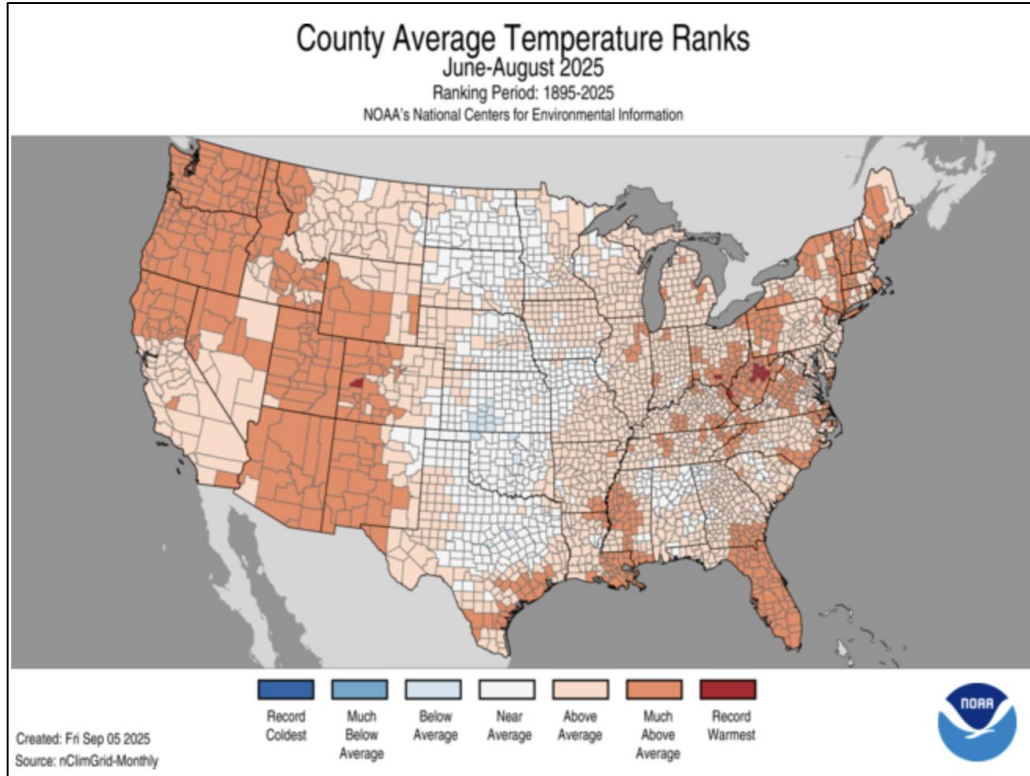 County Average Temperature Ranks
June-August 2025
Ranking Period: 1895-2025
NOAA's National Centers for Environmental Information
Record Coldest
Much Below Average
Below Average
Near Average
Above Average
Much Above Average
Record Warmest
Created: Fri Sep 05 2025
Source: nClimGrid-Monthly
NOAA